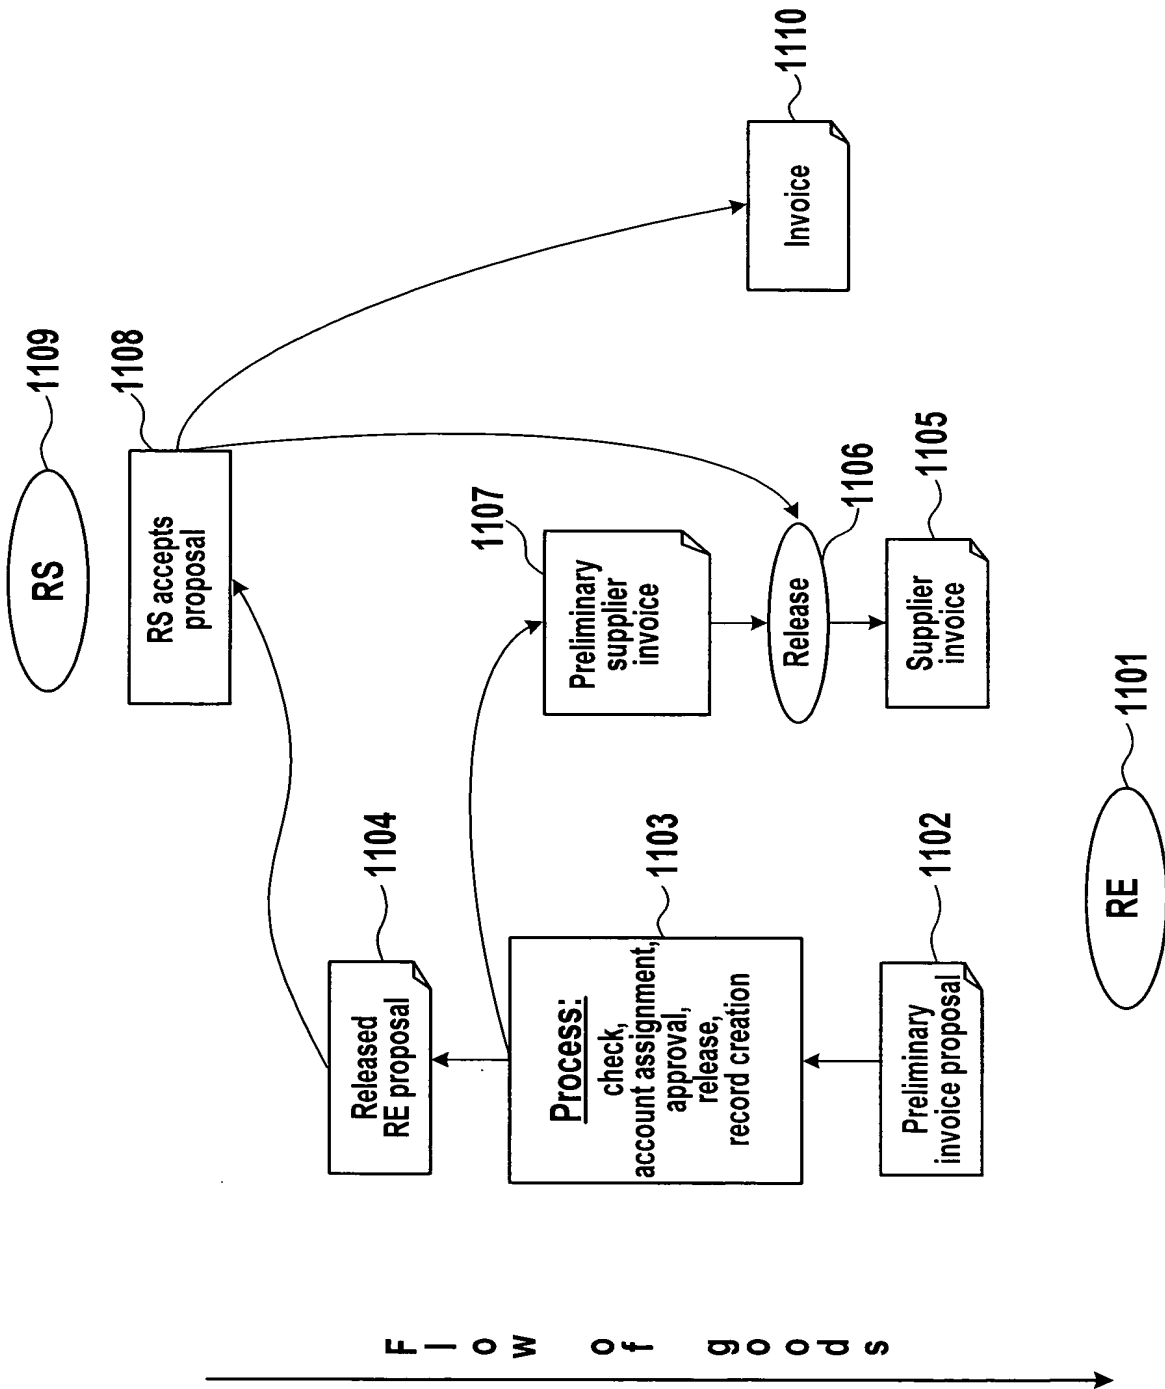 Flow of goods
RS
1109
RS accepts
proposal
1108
Released
RE proposal
1104
Process:
check,
account assignment,
approval,
release,
record creation
1103
Preliminary
invoice proposal
1102
Preliminary
supplier
invoice
1107
Release
1106
Supplier
invoice
1105
Invoice
1110
RE
1101